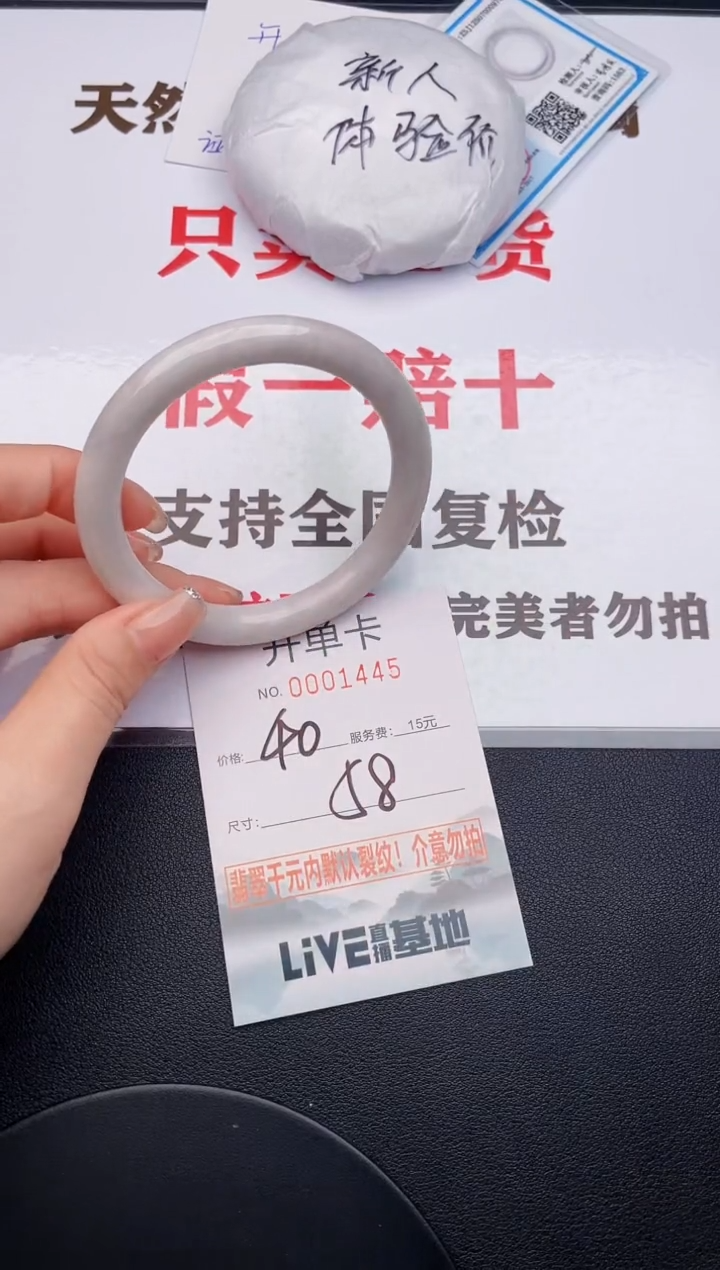 新人
体验价
天然
只卖货
假一赔十
支持全国复检
完美者勿拍
开单卡
NO. 0001445
价格: 40 服务费: 15元
尺寸: 58
翡翠千元内默认裂纹！介意勿拍
LiVE直播基地